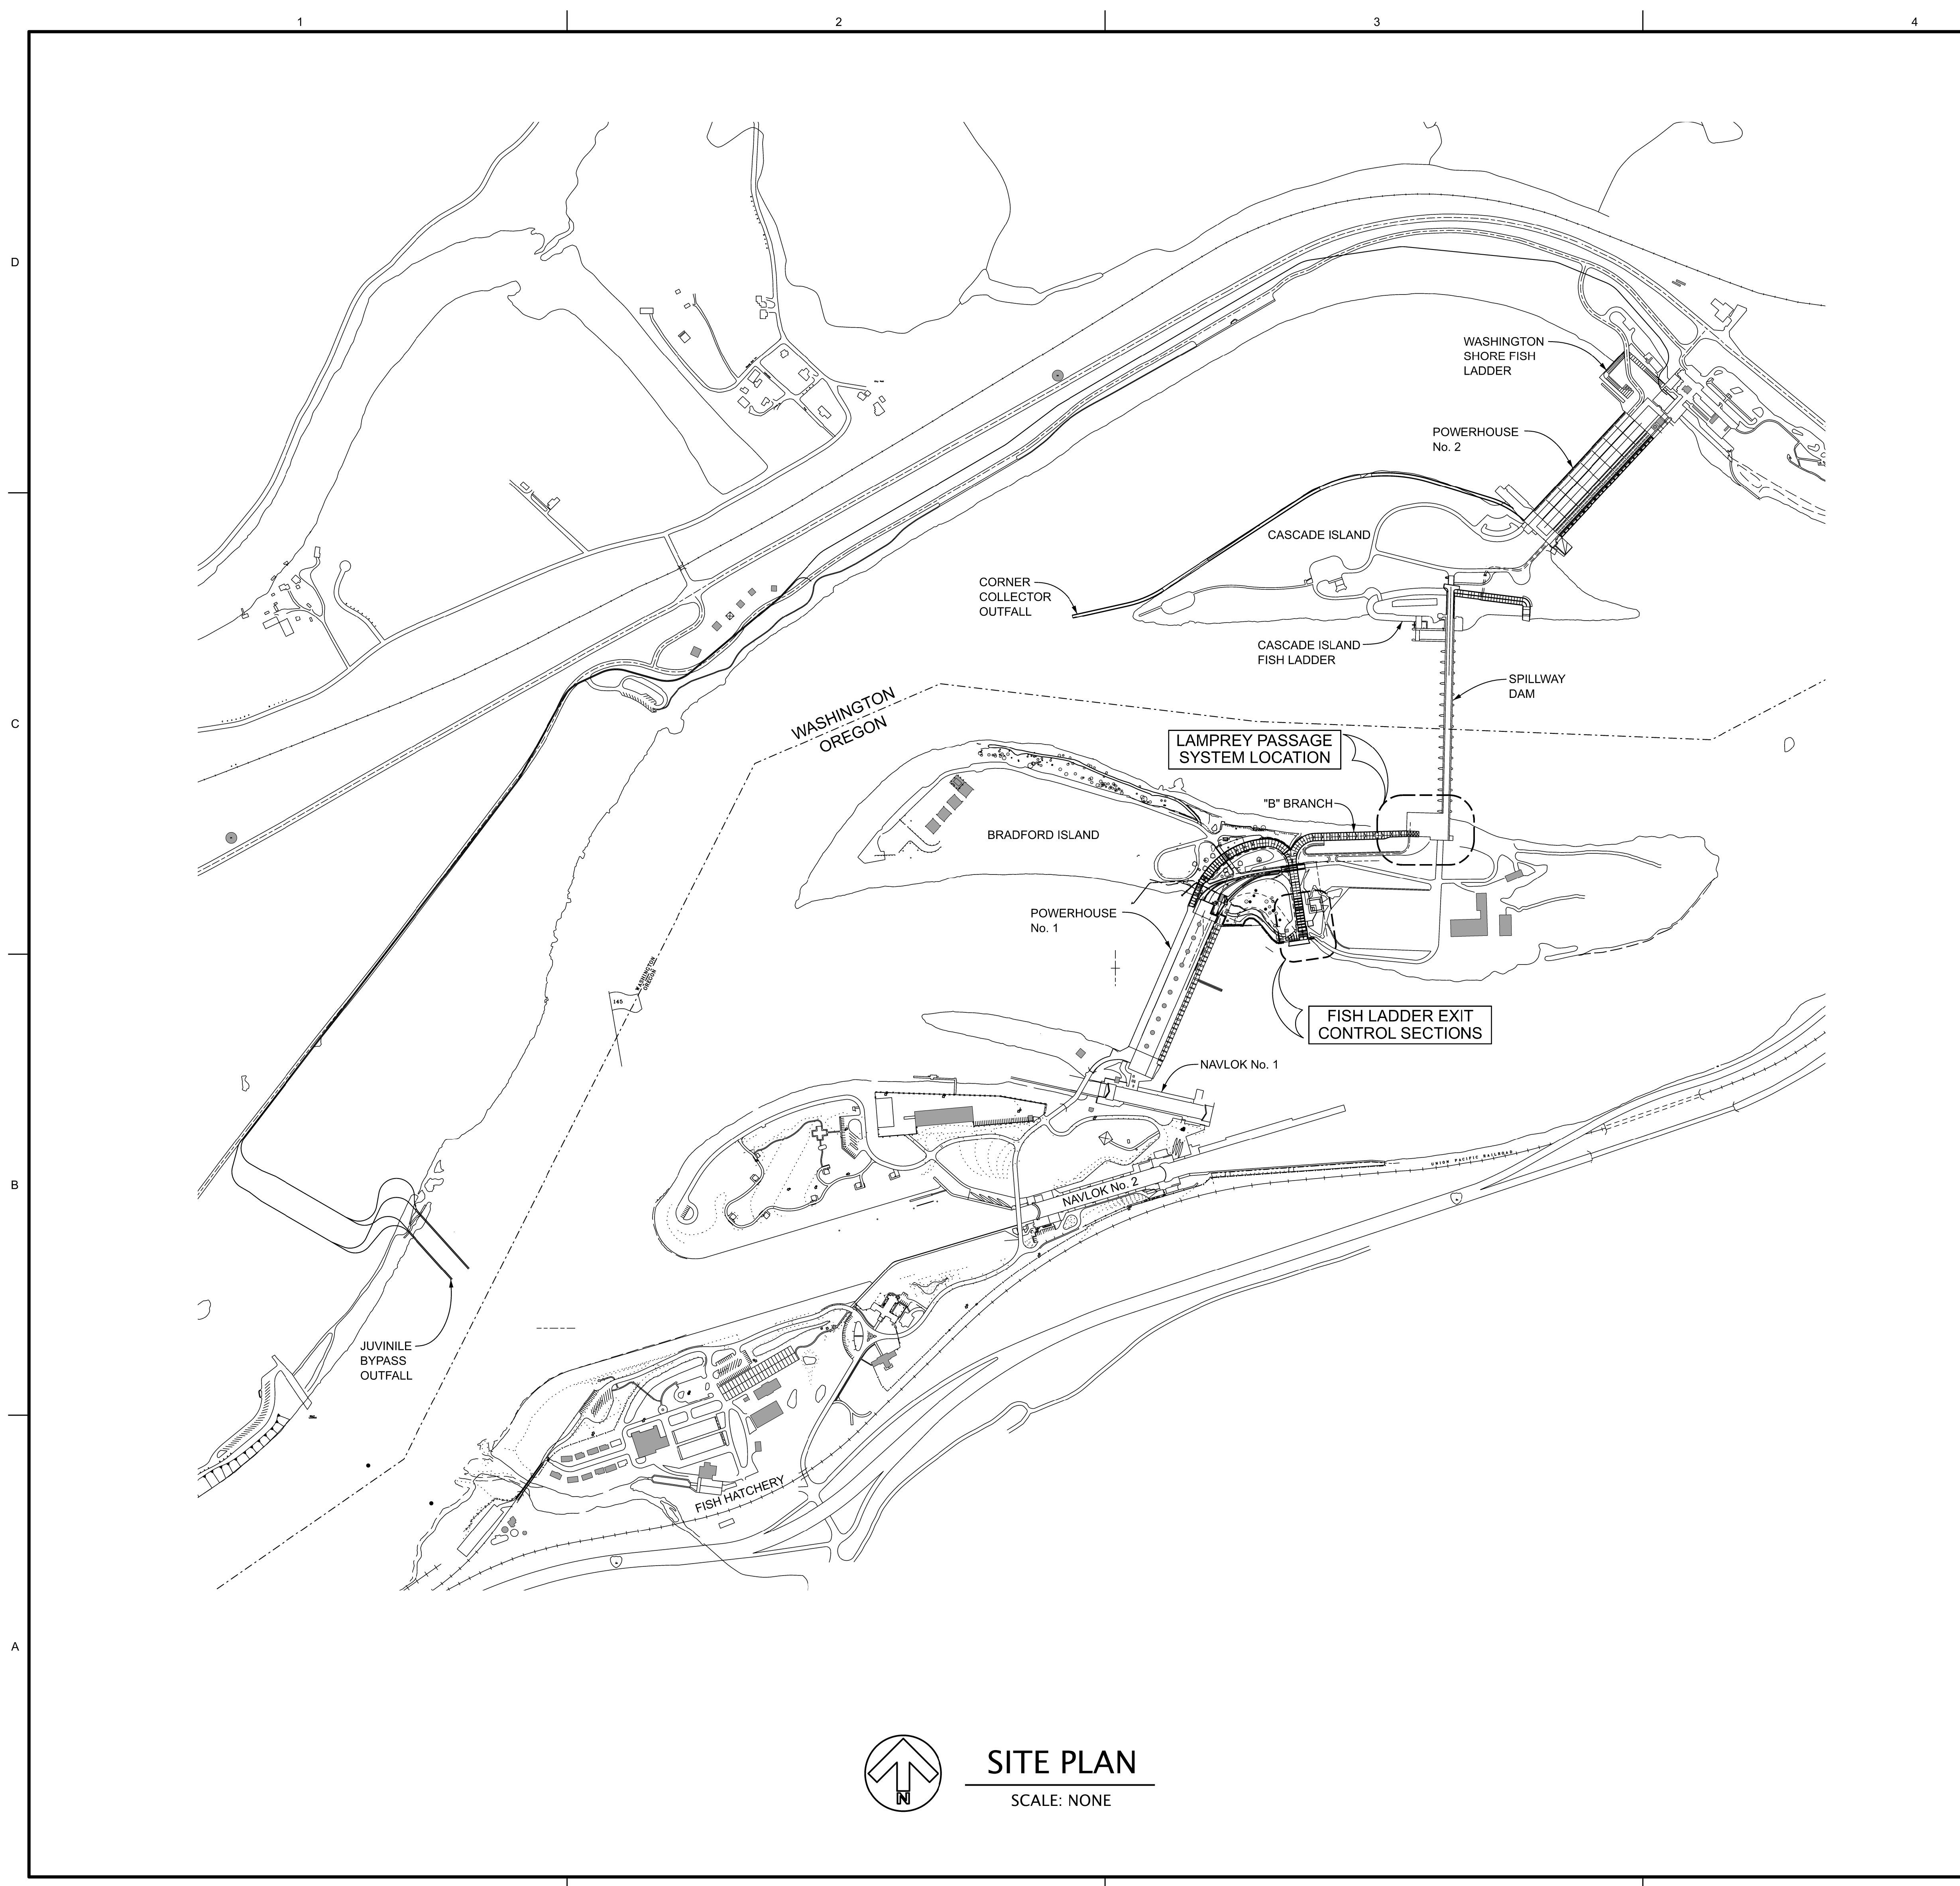 1
2
3
4
D
C
B
A
WASHINGTON
SHORE FISH
LADDER
POWERHOUSE
No. 2
CASCADE ISLAND
CORNER
COLLECTOR
OUTFALL
CASCADE ISLAND
FISH LADDER
SPILLWAY
DAM
WASHINGTON
OREGON
LAMPREY PASSAGE
SYSTEM LOCATION
"B" BRANCH
BRADFORD ISLAND
POWERHOUSE
No. 1
WASHINGTON
OREGON
145
FISH LADDER EXIT
CONTROL SECTIONS
NAVLOK No. 1
UNION PACIFIC RAILROAD
NAVLOK No. 2
JUVINILE
BYPASS
OUTFALL
FISH HATCHERY
N
SITE PLAN
SCALE: NONE